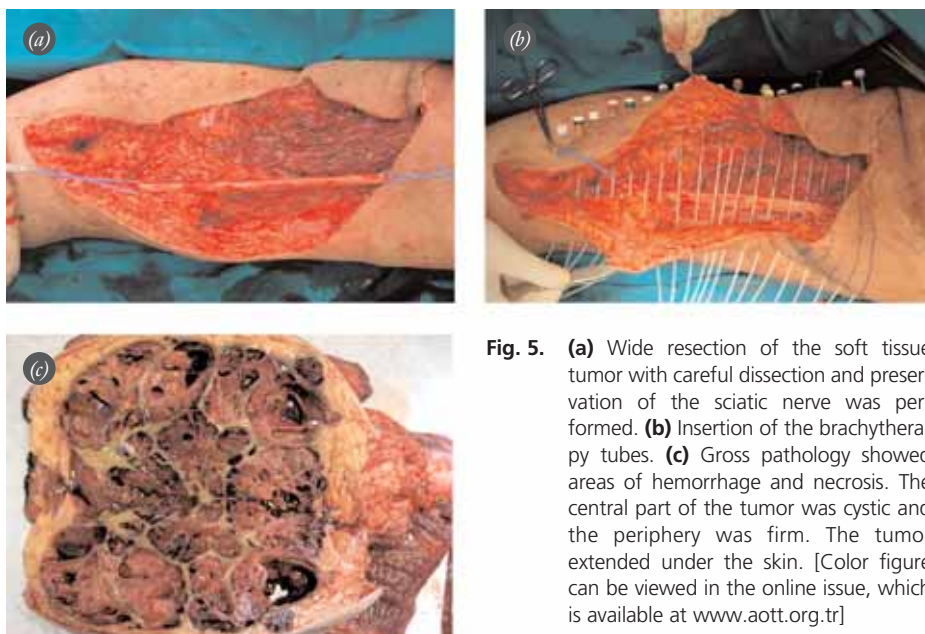 (a)
(b)
(c)
Fig. 5. (a) Wide resection of the soft tissue
tumor with careful dissection and preser-
vation of the sciatic nerve was per-
formed. (b) Insertion of the brachythera-
py tubes. (c) Gross pathology showed
areas of hemorrhage and necrosis. The
central part of the tumor was cystic and
the periphery was firm. The tumor
extended under the skin. [Color figure
can be viewed in the online issue, which
is available at www.aott.org.tr]